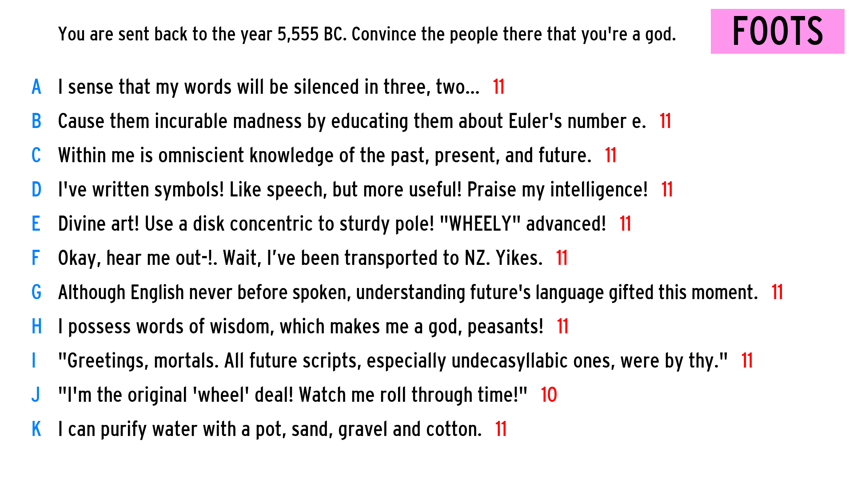 You are sent back to the year 5,555 BC. Convince the people there that you're a god.
FOOTS
A I sense that my words will be silenced in three, two... 11
B Cause them incurable madness by educating them about Euler's number e. 11
C Within me is omniscient knowledge of the past, present, and future. 11
D I've written symbols! Like speech, but more useful! Praise my intelligence! 11
E Divine art! Use a disk concentric to sturdy pole! "WHEELY" advanced! 11
F Okay, hear me out-!. Wait, I’ve been transported to NZ. Yikes. 11
G Although English never before spoken, understanding future's language gifted this moment. 11
H I possess words of wisdom, which makes me a god, peasants! 11
I "Greetings, mortals. All future scripts, especially undecasyllabic ones, were by thy." 11
J "I'm the original 'wheel' deal! Watch me roll through time!" 10
K I can purify water with a pot, sand, gravel and cotton. 11